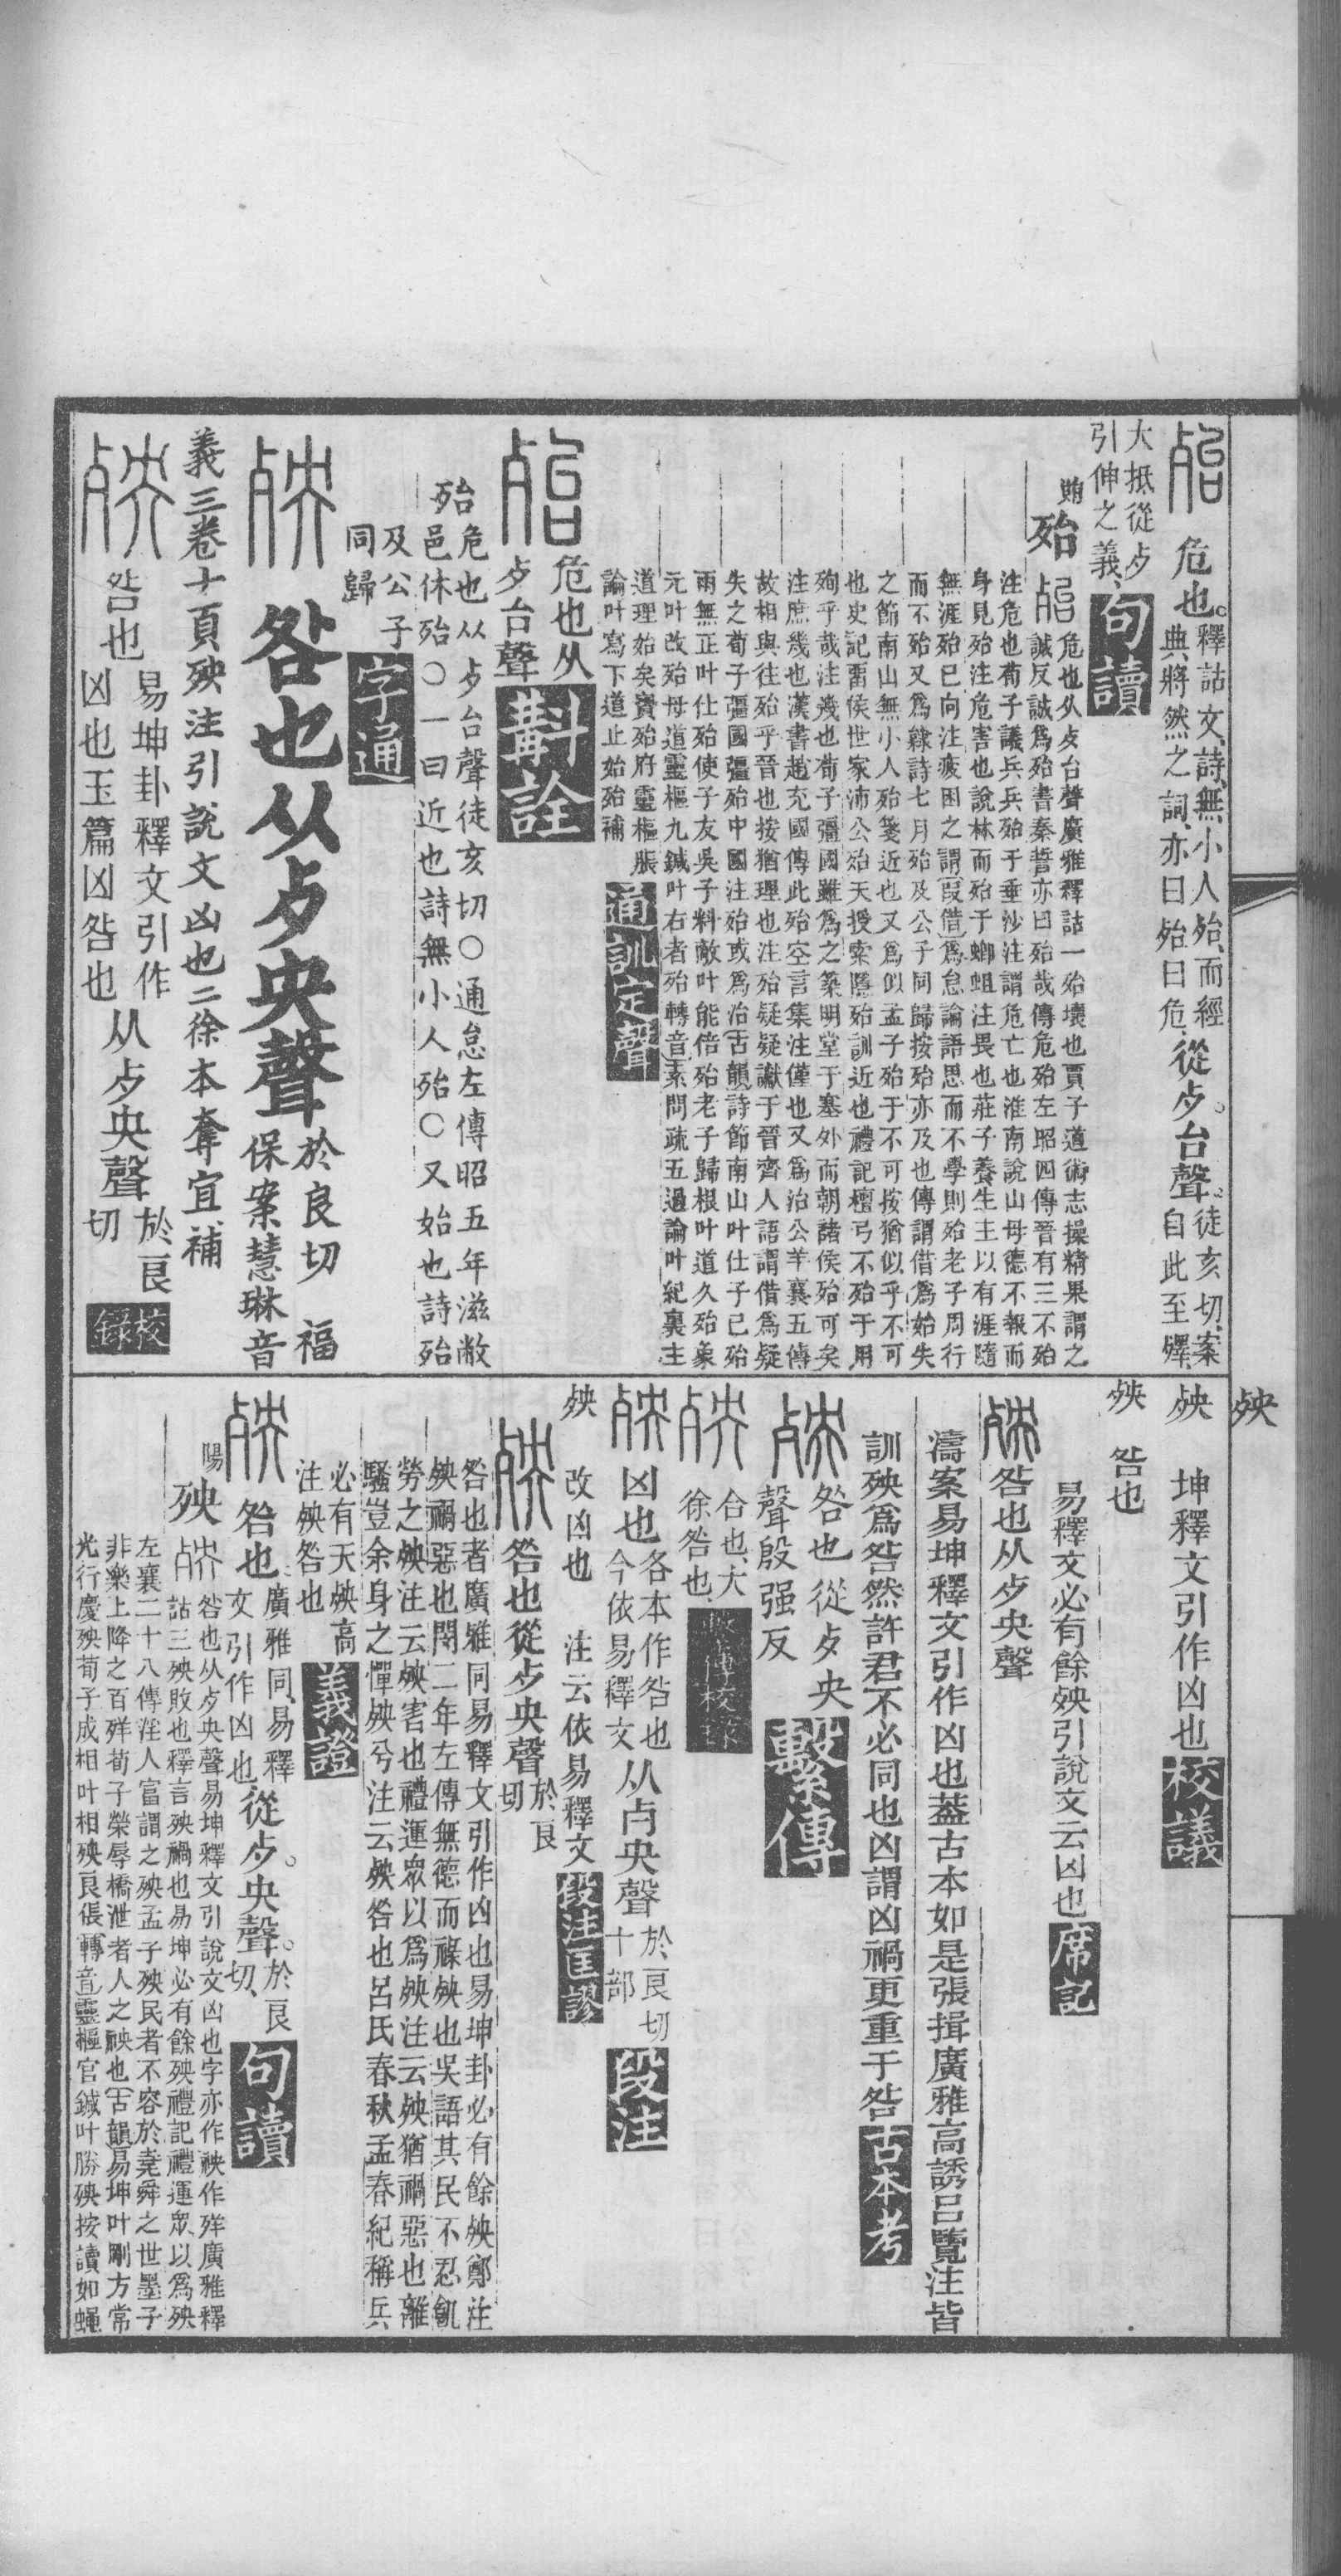 危也。釋詁文、詩、無小人殆、而經
典、將然之詞、亦曰殆曰危、從歺。台聲。徒亥切、案
自此至殬、
大抵從歺
引伸之義、句讀
賄
殆
危也从歺台聲廣雅釋詁一殆壞也賈子道術志操精果謂之
誠反誠爲殆書秦誓亦曰殆哉傳危殆左昭四傳晉有三不殆
注危也荀子議兵兵殆于垂沙注謂危亡也淮南說山母德不報而
身見殆注危害也說林而殆于蝍蛆注畏也莊子養生主以有涯隨
無涯殆已向注疲困之謂叚借爲怠論語思而不學則殆老子周行
而不殆又爲隸詩七月殆及公子同歸按殆亦及也傳謂借爲始失
之節南山無小人殆箋近也又爲似孟子殆于不可按猶似乎不可
也史記畱侯世家沛公殆天授索隱殆訓近也禮記檀弓不殆于用
殉乎哉注幾也荀子彊國雖爲之築明堂于塞外而朝諸侯殆可矣
注庶幾也漢書趙充國傳此殆空言集注僅也又爲治公羊襄五傳
故相與往殆乎晉也按猶理也注殆疑疑讞于晉齊人語謂借爲疑
失之荀子彊國彊殆中國注殆或爲治古韻詩節南山叶仕子已殆
雨無正叶仕殆使子友吳子料敵叶能倍殆老子歸根叶道久殆象
元叶改殆母道靈樞九鍼叶右者殆轉音素問疏五過論叶紀裏主
道理始矣寶殆府靈樞脹
論叶寫下道止始殆補
通訓定聲
危也从
歺台聲
斠詮
殆
危也从歺台聲徒亥切○通怠左傳昭五年滋敝
邑休殆○一曰近也詩無小人殆○又始也詩殆
及公子
同歸
字通
咎也从歺央聲於良切 福
保案慧琳音
義三卷十頁殃注引說文凶也二徐本奪宜補
咎也易坤卦釋文引作
凶也玉篇凶咎也从歺央聲於良
切
校錄
殃
殃 坤釋文引作凶也校議
殃 咎也
易釋文必有餘殃引說文云凶也席記
咎也从歺央聲
濤案易坤釋文引作凶也蓋古本如是張揖廣雅高誘呂覽注皆
訓殃爲咎然許君不必同也凶謂凶禍更重于咎古本考
咎也從歺央
聲殷强反
繫傳
合也、大
徐咎也、
凶也各本作咎也
今依易釋文从歺央聲於良切
十部
段注
殃 改凶也 注云依易釋文段注匡謬
咎也從歺央聲於良
切
咎也者廣雅同易釋文引作凶也易坤卦必有餘殃鄭注
殃禍惡也閔二年左傳無德而祿殃也吳語其民不忍飢
勞之殃注云殃害也禮運眾以爲殃注云殃猶禍惡也離
騷豈余身之憚殃兮注云殃咎也呂氏春秋孟春紀稱兵
必有天殃高
注殃咎也
義證
咎也、廣雅同、易釋
文引作凶也、從歺。央聲。於良
切、
句讀
陽
殃
咎也从歺央聲易坤釋文引說文凶也字亦作祅作殃廣雅釋
詁三殃敗也釋言殃禍也易坤必有餘殃禮記禮運眾以爲殃
左襄二十八傳淫人富謂之殃孟子殃民者不容於堯舜之世墨子
非樂上降之百殃荀子榮辱橋泄者人之殃也古韻易坤叶剛方常
光行慶殃荀子成相叶相殃良張轉音靈樞官鍼叶勝殃按讀如蠅